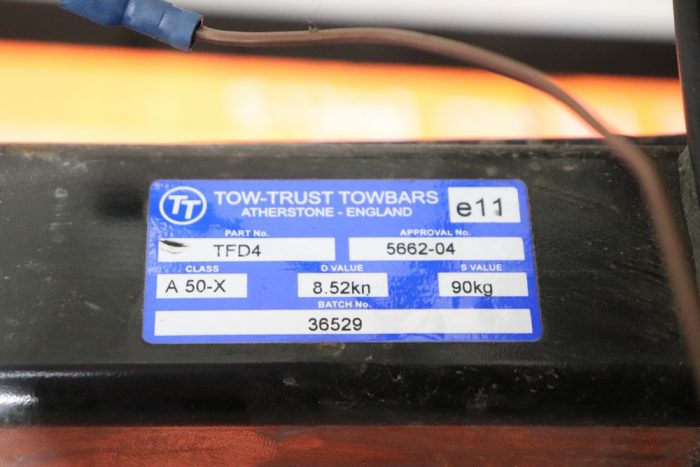 TT TOW-TRUST TOWBARS
ATHERSTONE - ENGLAND
e11
PART No. APPROVAL No.
TFD4 5662-04
CLASS D VALUE S VALUE
A 50-X 8.52kn 90kg
BATCH No.
36529